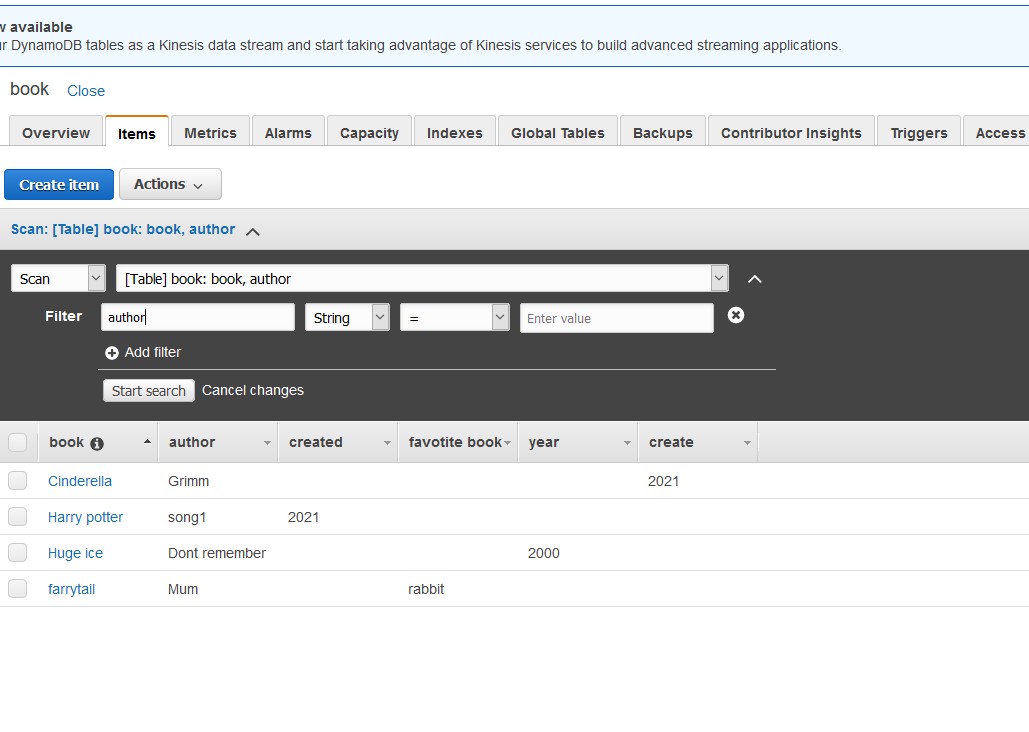 available
DynamoDB tables as a Kinesis data stream and start taking advantage of Kinesis services to build advanced streaming applications.
book Close
Overview Items Metrics Alarms Capacity Indexes Global Tables Backups Contributor Insights Triggers Access
Create item Actions
Scan: [Table] book: book, author
Scan [Table] book: book, author
Filter author String = Enter value
Add filter
Start search Cancel changes
book author created favotite book year create
Cinderella Grimm 2021
Harry potter song1 2021
Huge ice Dont remember 2000
farrytail Mum rabbit